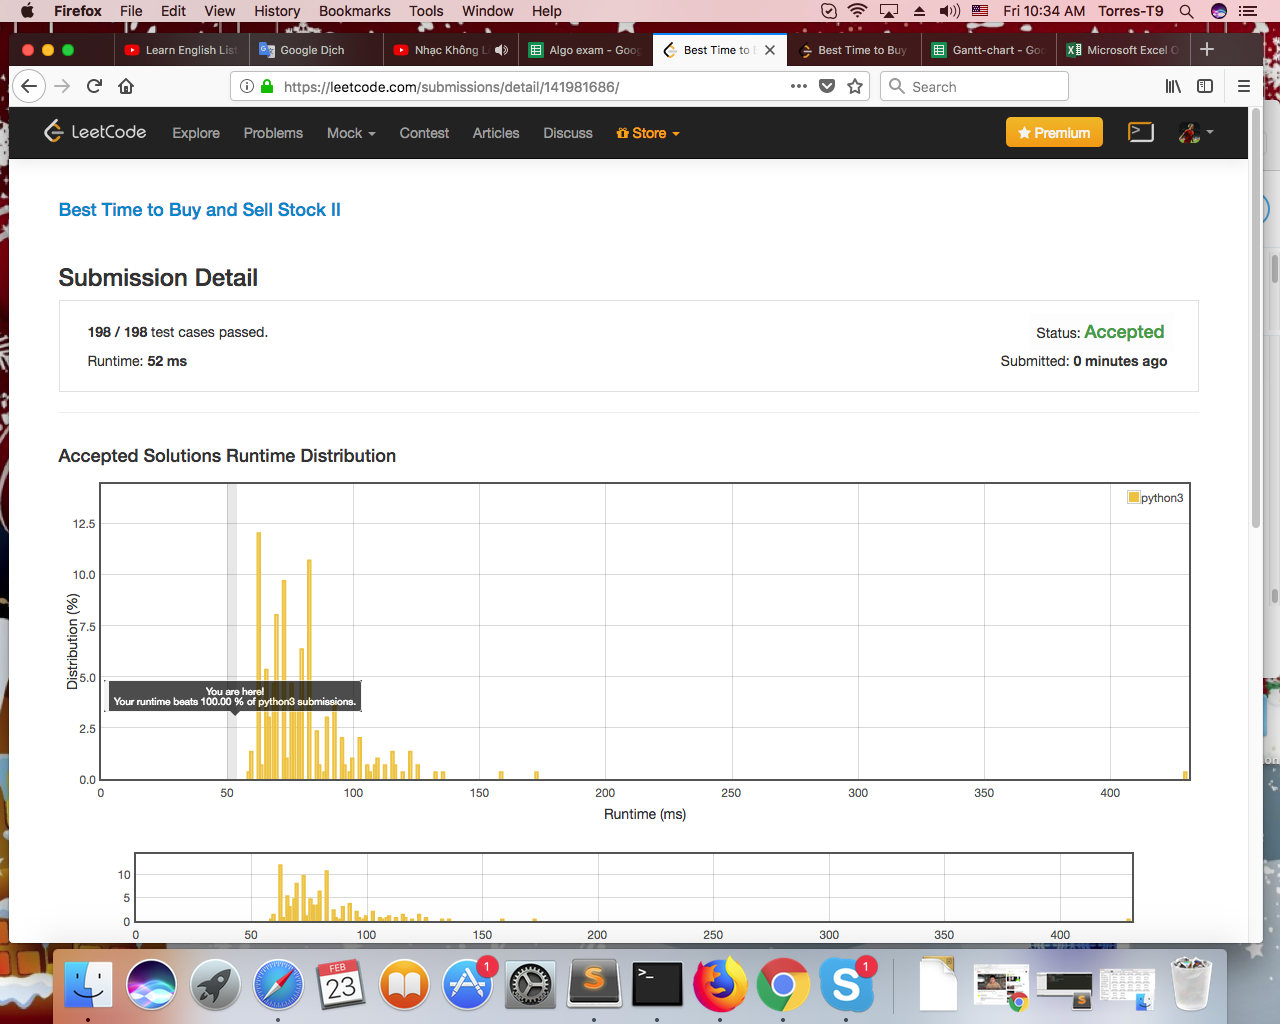 Firefox File Edit View History Bookmarks Tools Window Help Fri 10:34 AM Torres-T9
Learn English List Google Dịch Nhạc Không L Algo exam - Goo Best Time to B Best Time to Buy Gantt-chart - Go Microsoft Excel O
https://leetcode.com/submissions/detail/141981686/ Search
LeetCode Explore Problems Mock Contest Articles Discuss Store Premium
Best Time to Buy and Sell Stock II
Submission Detail
198 / 198 test cases passed. Status: Accepted
Runtime: 52 ms Submitted: 0 minutes ago
Accepted Solutions Runtime Distribution
python3
12.5
10.0
7.5
5.0
2.5
0.0
Distribution (%)
You are here!
Your runtime beats 100.00 % of python3 submissions.
0 50 100 150 200 250 300 350 400
Runtime (ms)
10
5
0
0 50 100 150 200 250 300 350 400
FEB
23
1
S
>_
S
1